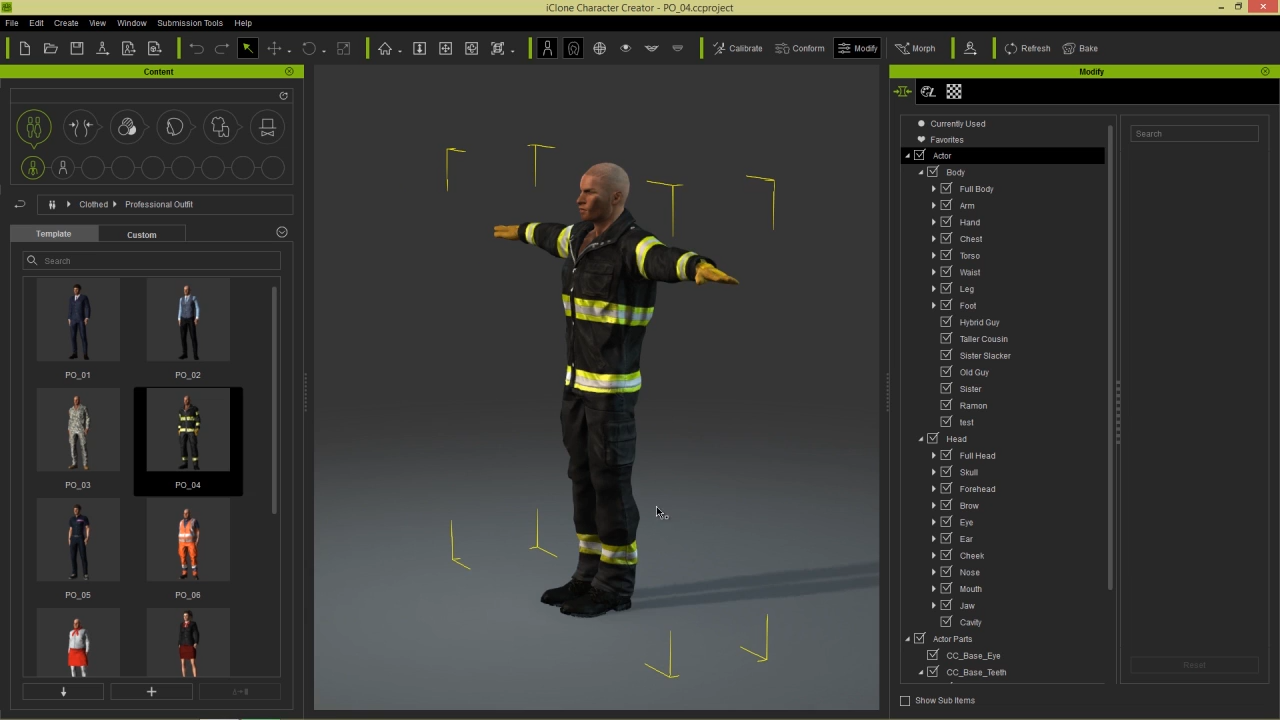 iClone Character Creator - PO_04.ccproject
File Edit Create View Window Submission Tools Help
Calibrate Conform Modify Morph Refresh Bake
Content
Clothed Professional Outfit
Template Custom
Search
PO_01 PO_02
PO_03 PO_04
PO_05 PO_06
Modify
Currently Used
Favorites
Actor
Body
Full Body
Arm
Hand
Chest
Torso
Waist
Leg
Foot
Hybrid Guy
Taller Cousin
Sister Slacker
Old Guy
Sister
Ramon
test
Head
Full Head
Skull
Forehead
Brow
Eye
Ear
Cheek
Nose
Mouth
Jaw
Cavity
Actor Parts
CC_Base_Eye
CC_Base_Teeth
Show Sub Items
Search
Reset